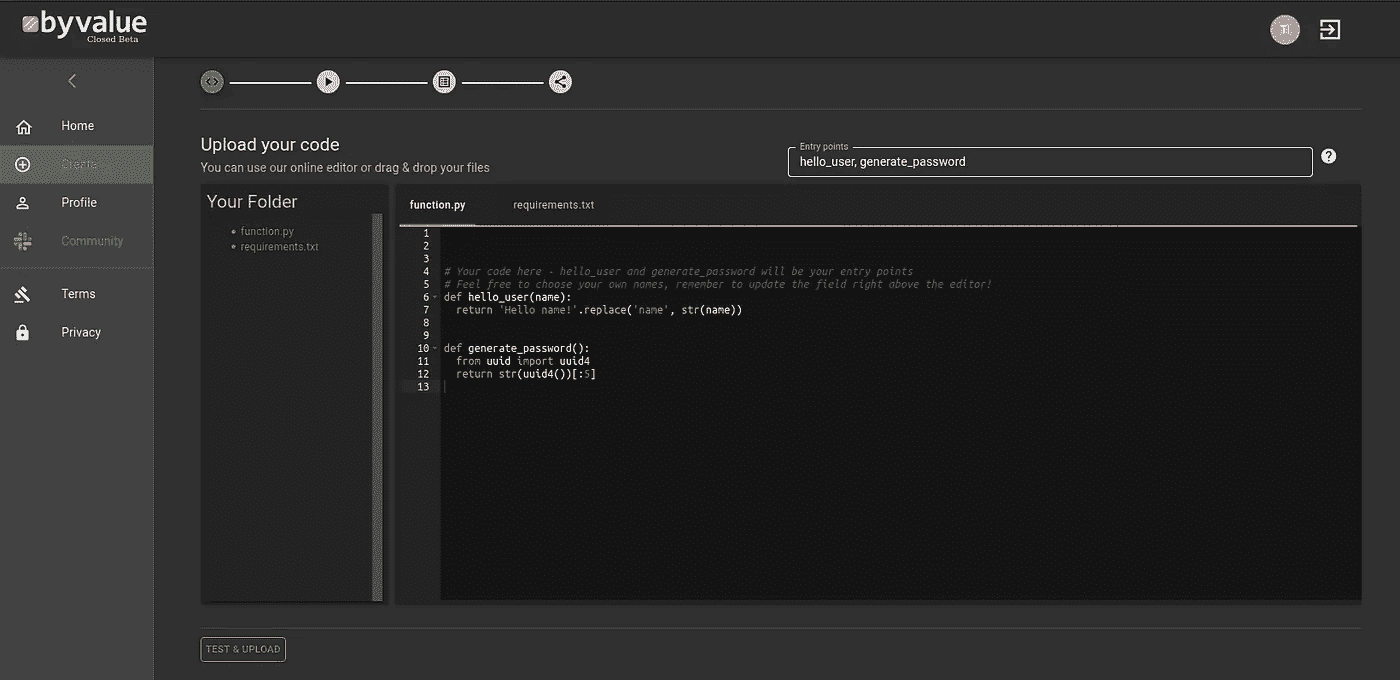 byvalue
Closed Beta
Home
Create
Profile
Community
Terms
Privacy
Upload your code
You can use our online editor or drag & drop your files
Entry points
hello_user, generate_password
?
Your Folder
function.py
requirements.txt
function.py requirements.txt
1
2
3
4 # Your code here - hello_user and generate_password will be your entry points
5 # Feel free to choose your own names, remember to update the field right above the editor!
6 def hello_user(name):
7 return 'Hello name!'.replace('name', str(name))
8
9
10 def generate_password():
11 from uuid import uuid4
12 return str(uuid4())[:5]
13
TEST & UPLOAD